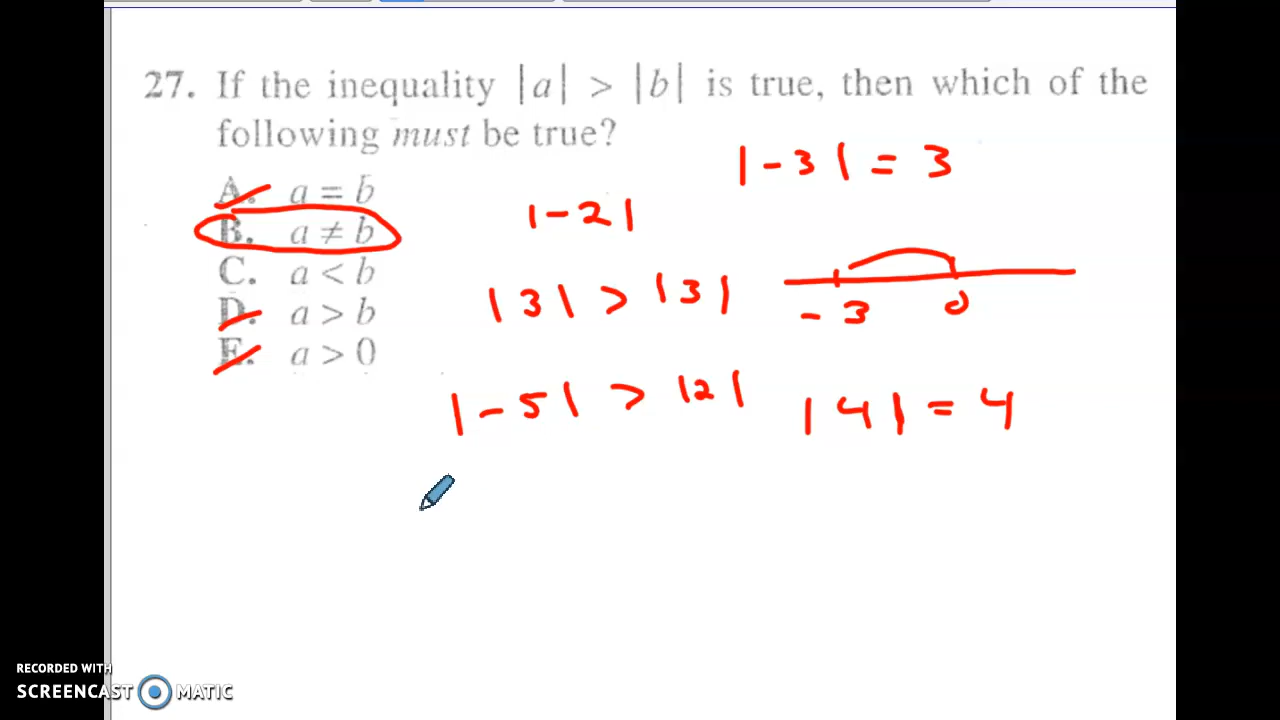 27. If the inequality |a| > |b| is true, then which of the
following must be true?
|-3| = 3
A. a = b
|-2|
B. a ≠ b
C. a < b
|3| > |3|
-3 0
D. a > b
E. a > 0
|-5| > |2| |4| = 4
RECORDED WITH
SCREENCAST MATIC